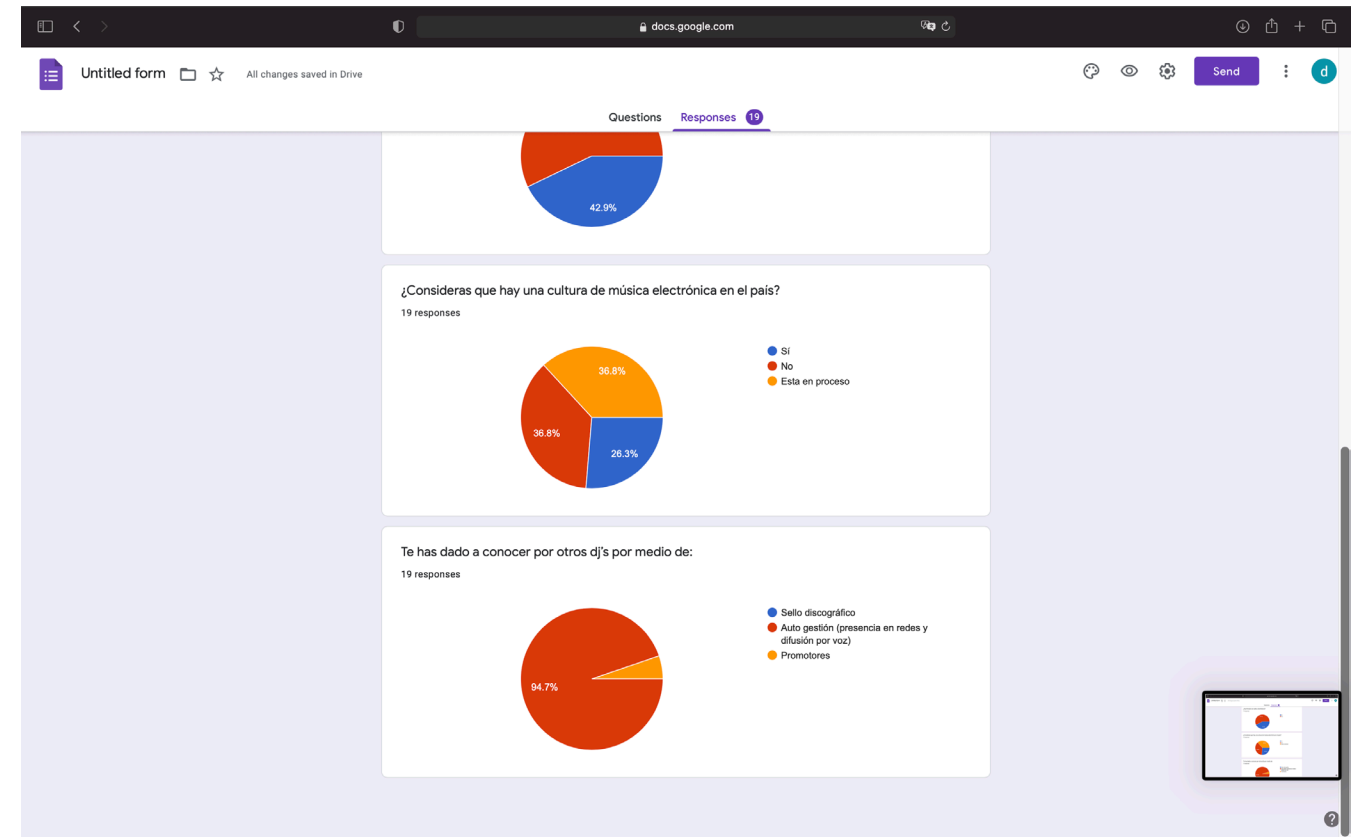 docs.google.com
Untitled form
All changes saved in Drive
Send
d
Questions
Responses 19
42.9%
¿Consideras que hay una cultura de música electrónica en el país?
19 responses
36.8%
36.8%
26.3%
Sí
No
Esta en proceso
Te has dado a conocer por otros dj's por medio de:
19 responses
94.7%
Sello discográfico
Auto gestión (presencia en redes y
difusión por voz)
Promotores